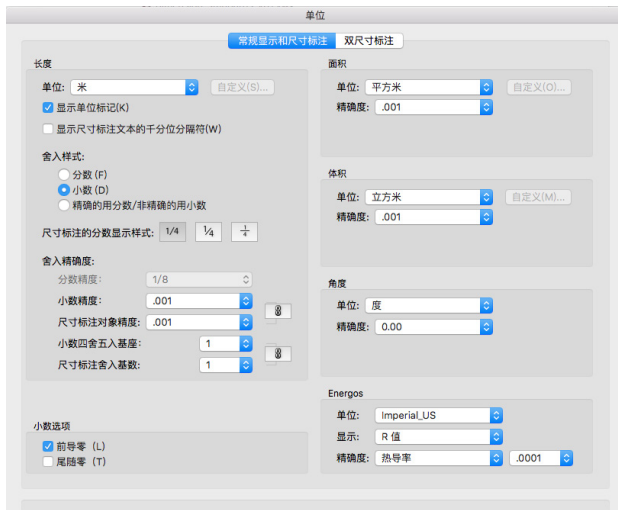 单位
常规显示和尺寸标注 双尺寸标注
长度
单位: 米 自定义(S)...
显示单位标记(K)
显示尺寸标注文本的千分位分隔符(W)
舍入样式:
分数 (F)
小数 (D)
精确的用分数/非精确的用小数
尺寸标注的分数显示样式: 1/4 1/4 1/4
舍入精确度:
分数精度: 1/8
小数精度: .001
尺寸标注对象精度: .001
小数四舍五入基座: 1
尺寸标注舍入基数: 1
小数选项
前导零 (L)
尾随零 (T)
面积
单位: 平方米 自定义(O)...
精确度: .001
体积
单位: 立方米 自定义(M)...
精确度: .001
角度
单位: 度
精确度: 0.00
Energos
单位: Imperial_US
显示: R 值
精确度: 热导率 .0001